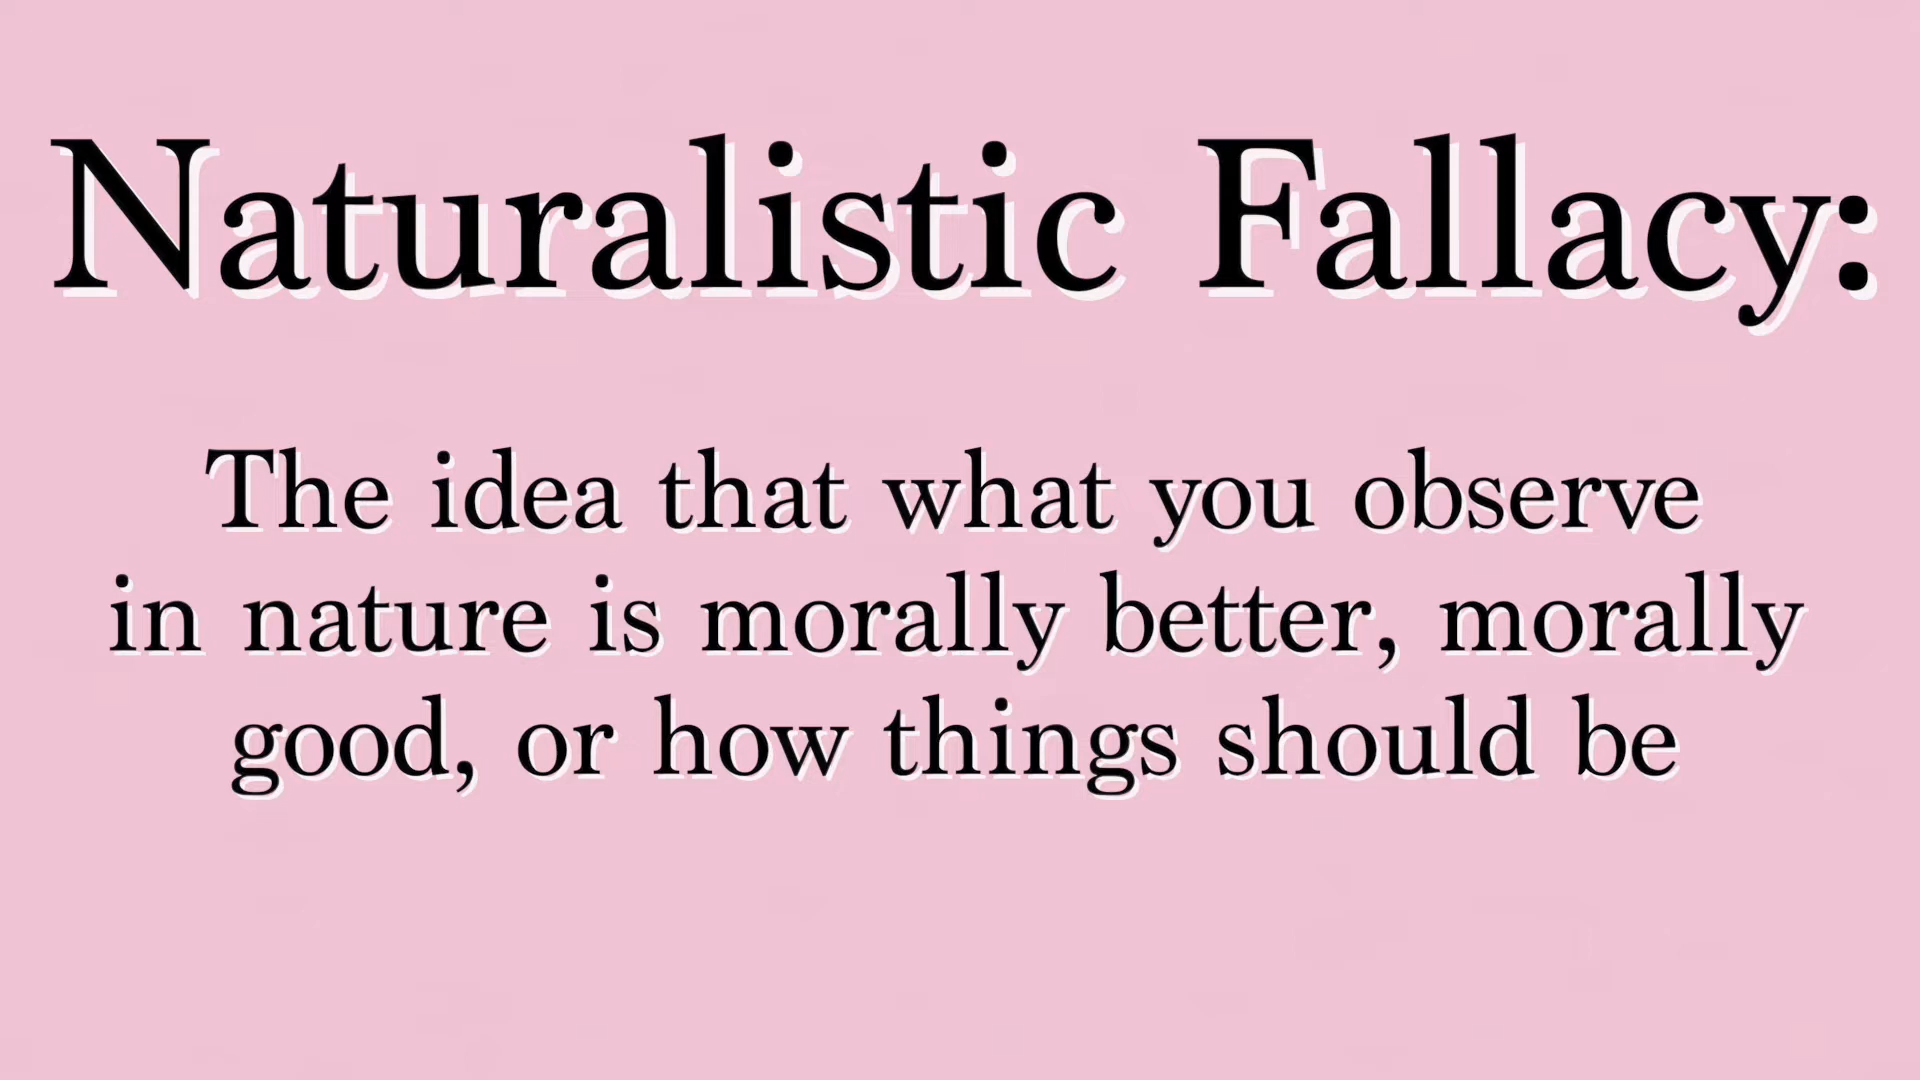 Naturalistic Fallacy:
The idea that what you observe
in nature is morally better, morally
good, or how things should be